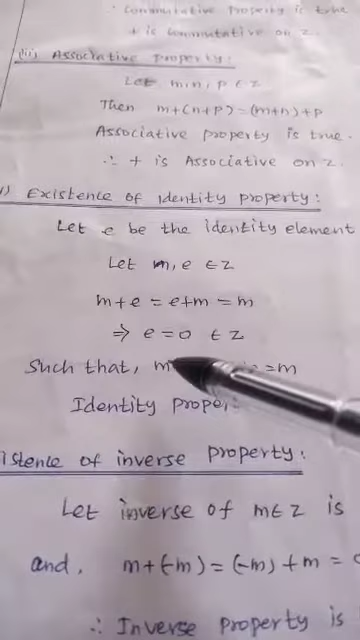 ∴ Commutative Property is true
+ is commutative on Z.
(iii) Associative Property:
Let m,n,p ∈ Z
Then m+(n+p)=(m+n)+p
Associative property is true.
∴ + is Associative on Z.
Existence of Identity property:
Let e be the identity element
Let m,e ∈ Z
m+e = e+m = m
⇒ e=0 ∈ Z
Such that, m =m
Identity
of inverse property:
Let inverse of m∈Z is
and, m+(-m) = (-m)+m =
∴ Inverse property is